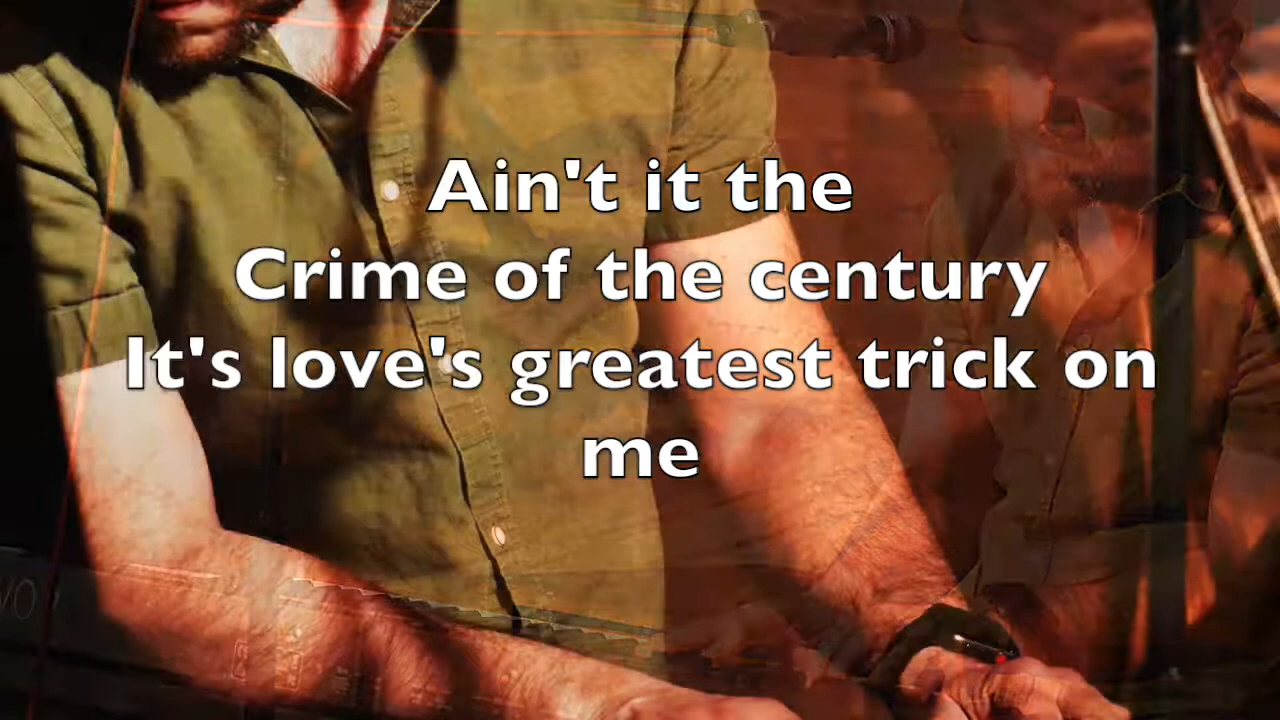 Ain't it the
Crime of the century
It's love's greatest trick on
me